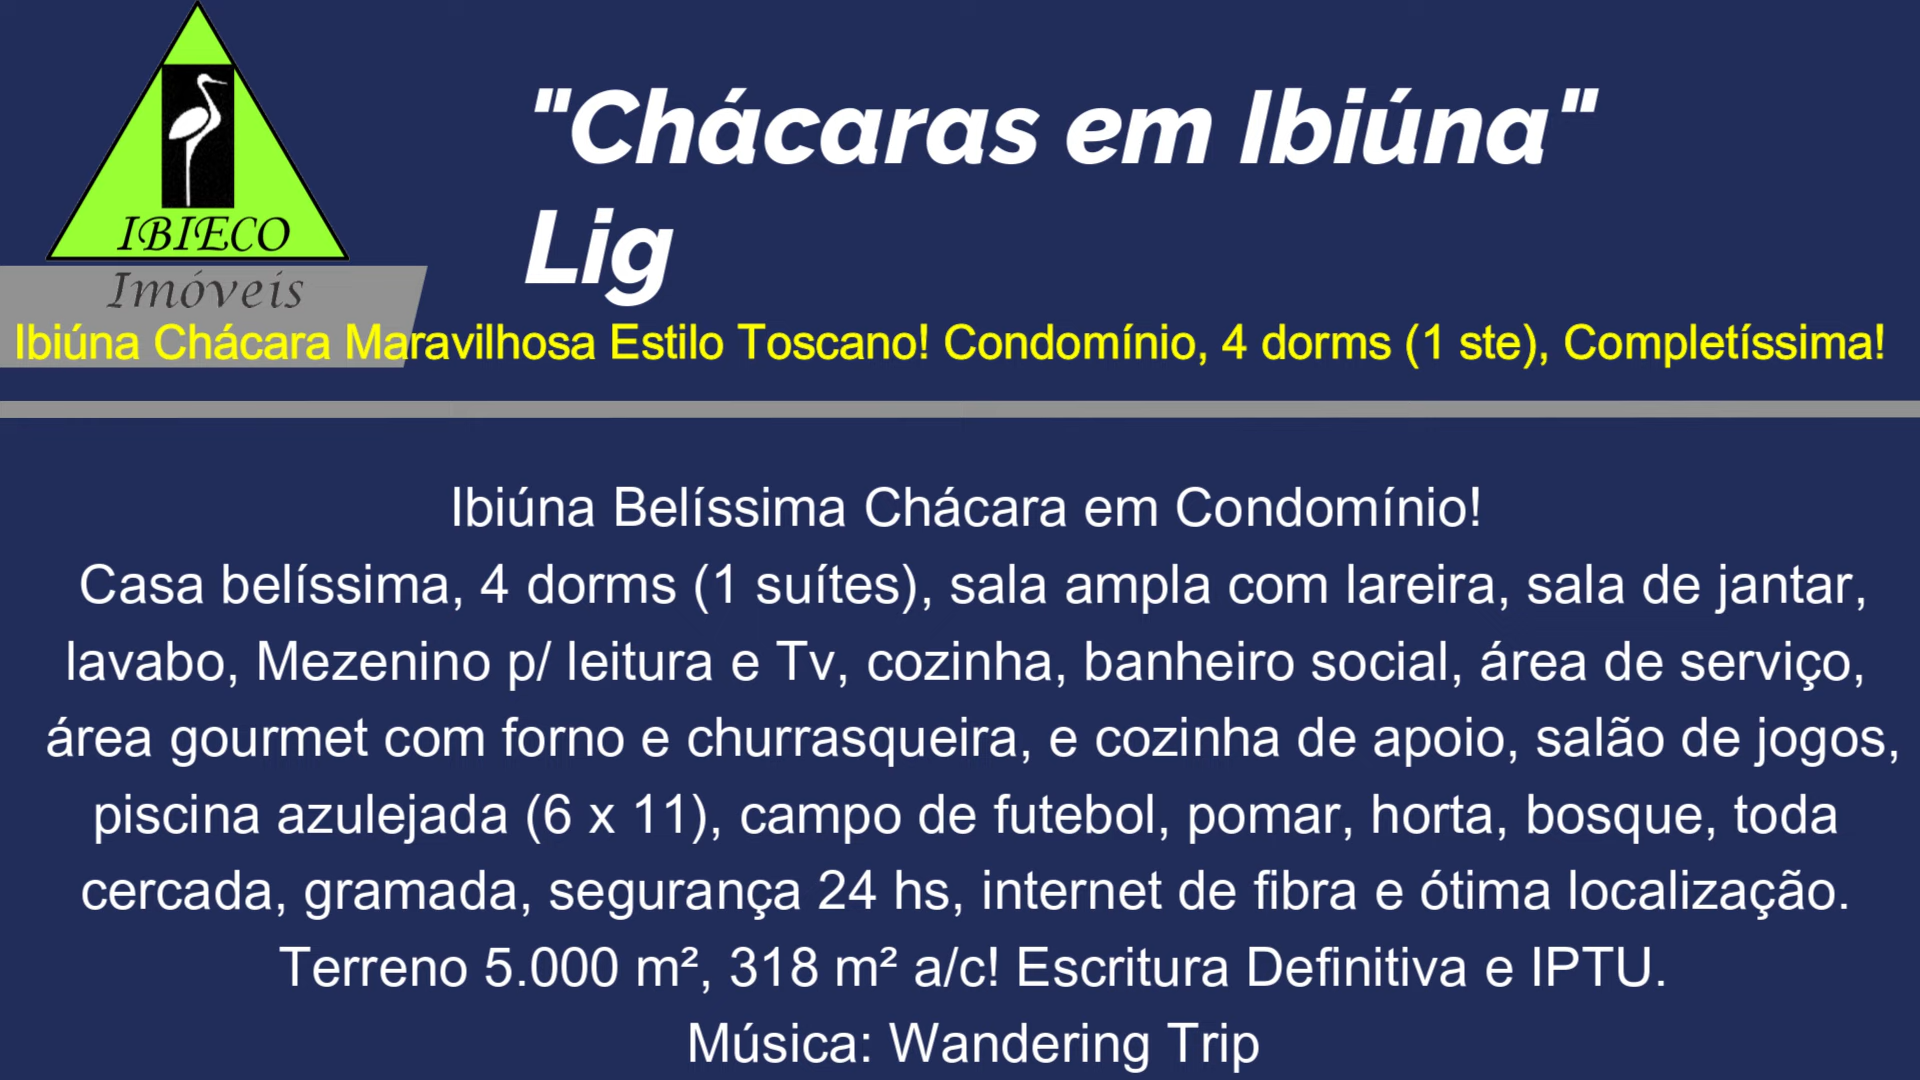 IBIECO
Imóveis
"Chácaras em Ibiúna"
Lig
Ibiúna Chácara Maravilhosa Estilo Toscano! Condomínio, 4 dorms (1 ste), Completíssima!
Ibiúna Belíssima Chácara em Condomínio!
Casa belíssima, 4 dorms (1 suítes), sala ampla com lareira, sala de jantar,
lavabo, Mezenino p/ leitura e Tv, cozinha, banheiro social, área de serviço,
área gourmet com forno e churrasqueira, e cozinha de apoio, salão de jogos,
piscina azulejada (6 x 11), campo de futebol, pomar, horta, bosque, toda
cercada, gramada, segurança 24 hs, internet de fibra e ótima localização.
Terreno 5.000 m², 318 m² a/c! Escritura Definitiva e IPTU.
Música: Wandering Trip